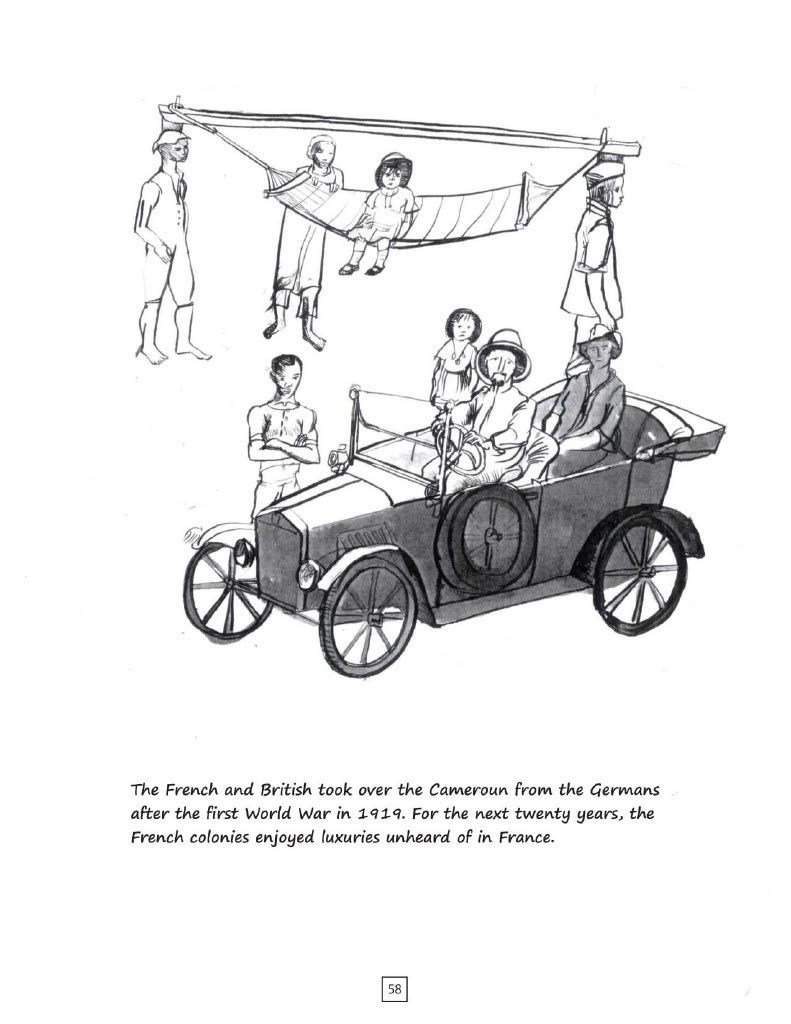 The French and British took over the Cameroun from the Germans
after the first World War in 1919. For the next twenty years, the
French colonies enjoyed luxuries unheard of in France.
58